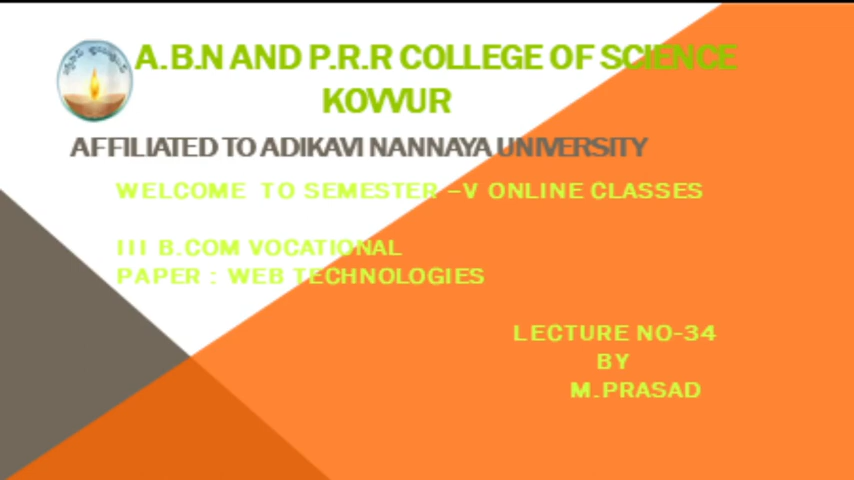 A.B.N AND P.R.R COLLEGE OF SCIENCE
KOVVUR
AFFILIATED TO ADIKAVI NANNAYA UNIVERSITY
WELCOME TO SEMESTER –V ONLINE CLASSES
III B.COM VOCATIONAL
PAPER : WEB TECHNOLOGIES
LECTURE NO-34
BY
M.PRASAD